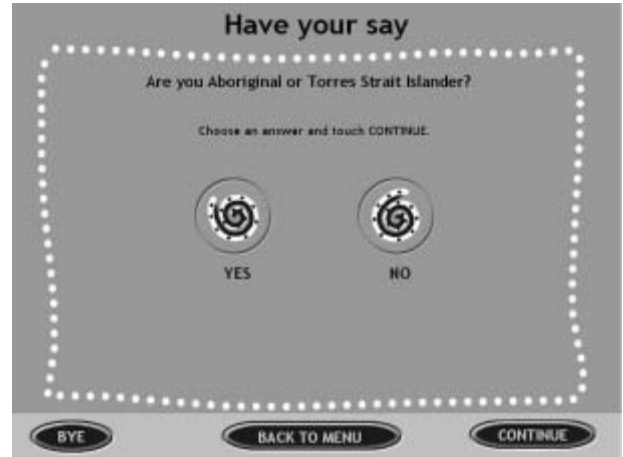 Have your say
Are you Aboriginal or Torres Strait Islander?
Choose an answer and touch CONTINUE.
YES NO
BYE BACK TO MENU CONTINUE